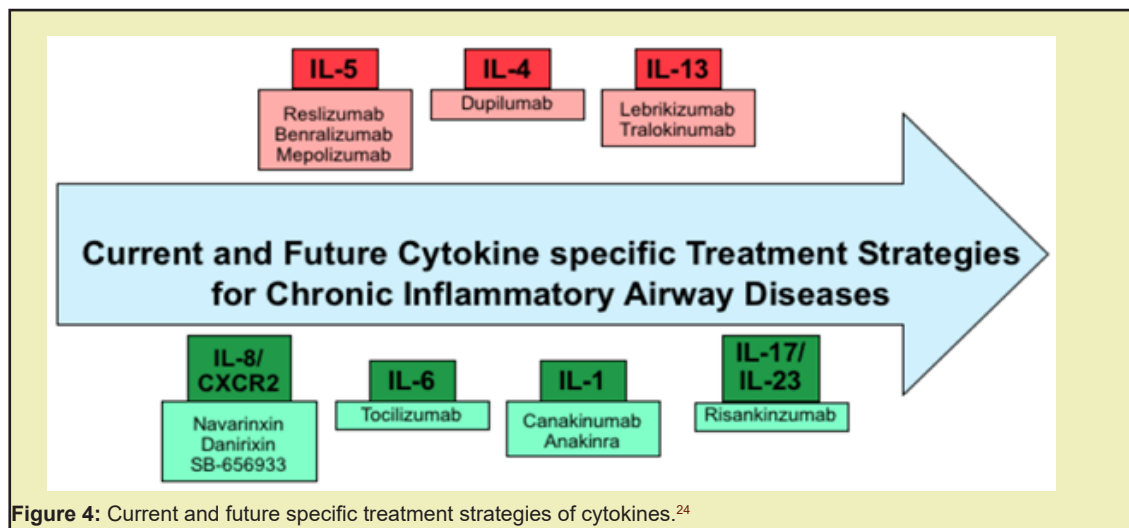 IL-5
IL-4
IL-13
Reslizumab
Benralizumab
Mepolizumab
Dupilumab
Lebrikizumab
Tralokinumab
Current and Future Cytokine specific Treatment Strategies
for Chronic Inflammatory Airway Diseases
IL-8/
CXCR2
IL-6
IL-1
IL-17/
IL-23
Navarinxin
Danirixin
SB-656933
Tocilizumab
Canakinumab
Anakinra
Risankinzumab
Figure 4: Current and future specific treatment strategies of cytokines.24